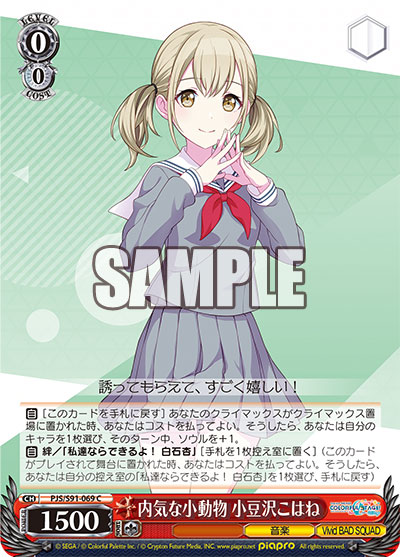 LEVEL
0
0
COST
SAMPLE
誘ってもらえて、すごく嬉しい！
自 [このカードを手札に戻す] あなたのクライマックスがクライマックス置
場に置かれた時、あなたはコストを払ってよい。そうしたら、あなたは自分の
キャラを1枚選び、そのターン中、ソウルを＋1。
自 絆／「私達ならできるよ！ 白石杏」 [手札を1枚控え室に置く] （このカー
ドがプレイされて舞台に置かれた時、あなたはコストを払ってよい。そうした
ら、あなたは自分の控え室の「私達ならできるよ！ 白石杏」を1枚選び、手札に戻す）
CH PJS/S91-069 C
POWER
1500
内気な小動物 小豆沢こはね
音楽
Vivid BAD SQUAD
© SEGA / © Colorful Palette Inc. / © Crypton Future Media, INC. www.piapro.net piapro All rights reserved.